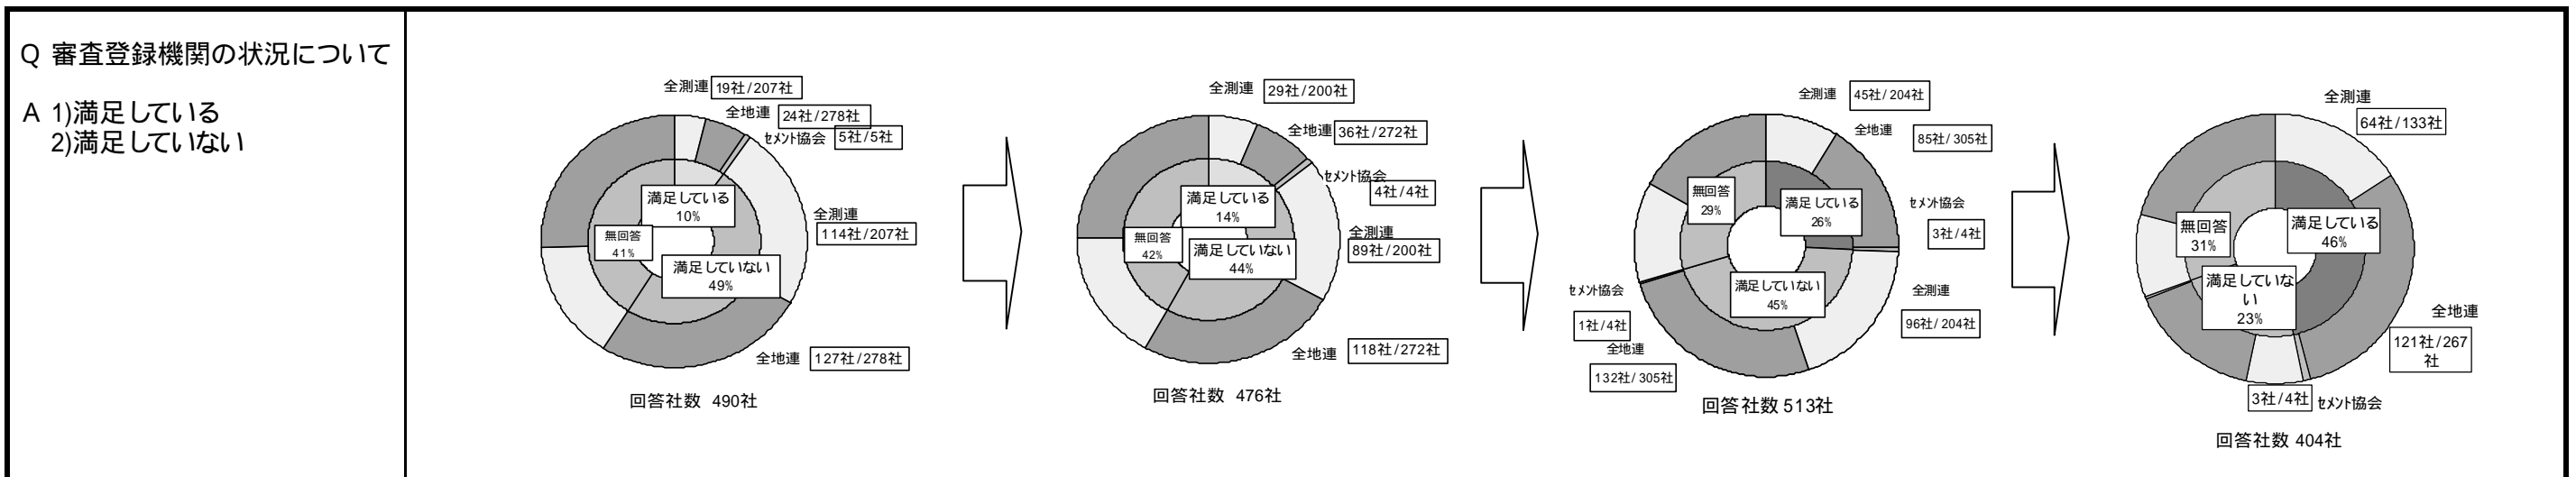 Q 審査登録機関の状況について
A 1)満足している
2)満足していない
全測連 19社/207社
全地連 24社/278社
セメント協会 5社/5社
満足している
10%
全測連
114社/207社
無回答
41%
満足していない
49%
全地連 127社/278社
回答社数 490社
全測連 29社/200社
全地連 36社/272社
セメント協会
4社/4社
満足している
14%
全測連
89社/200社
無回答
42%
満足していない
44%
全地連 118社/272社
回答社数 476社
全測連 45社/204社
全地連
85社/305社
無回答
29%
満足している
26%
セメント協会
3社/4社
満足していない
45%
全測連
96社/204社
セメント協会
1社/4社
全地連
132社/305社
回答社数 513社
全測連
64社/133社
無回答
31%
満足している
46%
満足していな
い
23%
全地連
121社/267
社
3社/4社 セメント協会
回答社数 404社